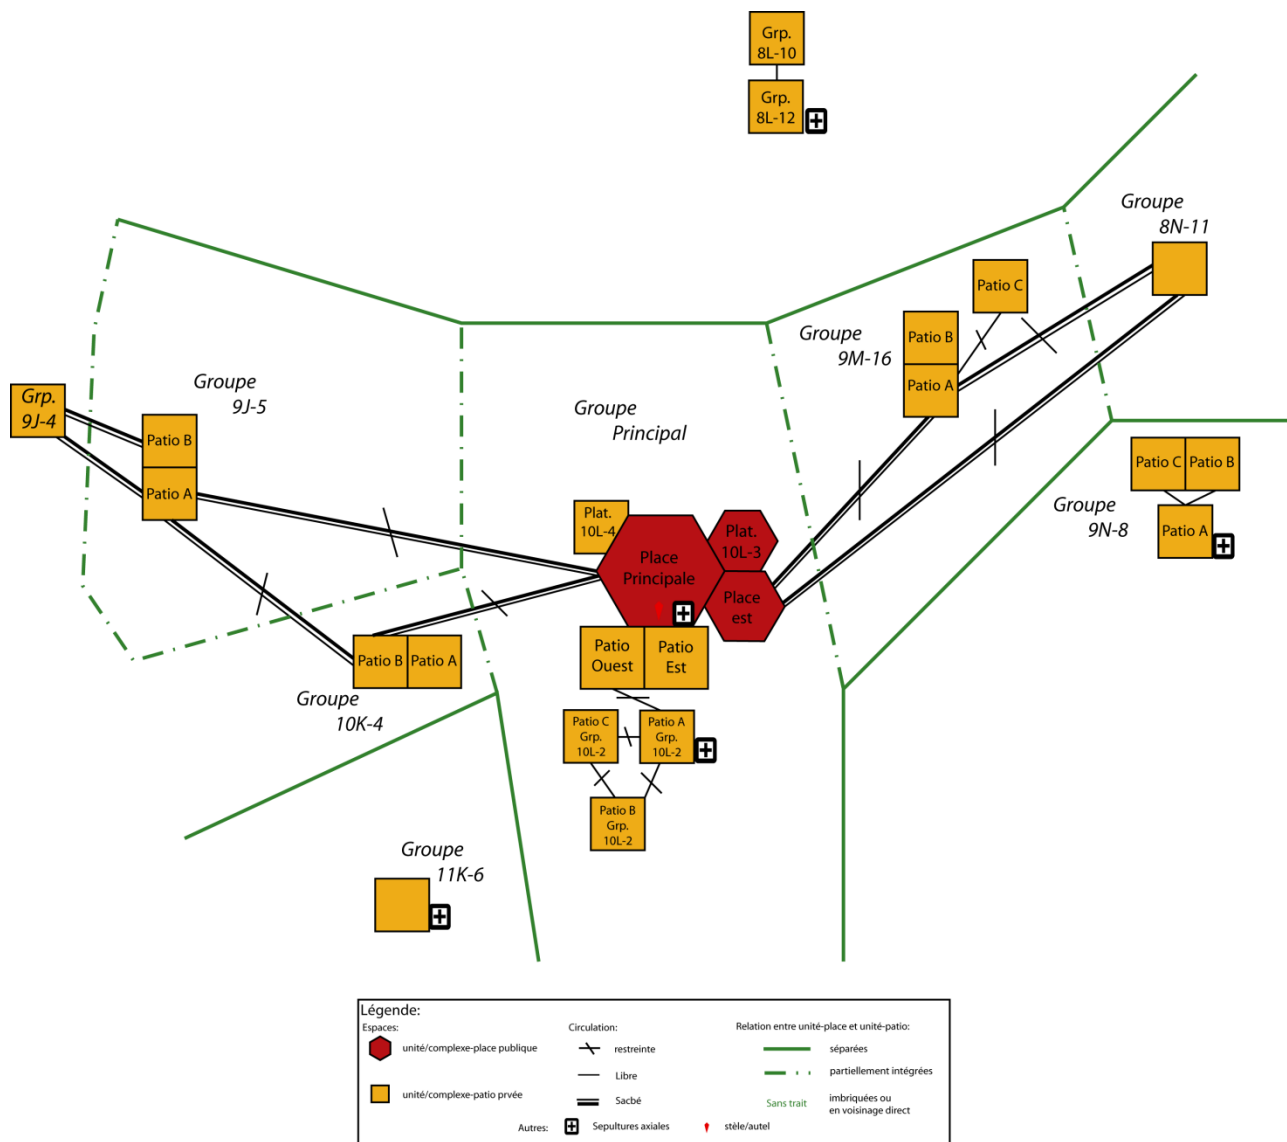 Grp.
8L-10
Grp.
8L-12
Groupe
8N-11
Patio C
Groupe
9M-16
Patio B
Patio A
Groupe
9J-5
Grp.
9J-4
Patio B
Patio A
Groupe
Principal
Patio C
Patio B
Groupe
9N-8
Patio A
Plat.
10L-4
Place
Principale
Plat.
10L-3
Place
est
Patio
Ouest
Patio
Est
Patio B
Patio A
Groupe
10K-4
Patio C
Grp.
10L-2
Patio A
Grp.
10L-2
Patio B
Grp.
10L-2
Groupe
11K-6
Légende:
Espaces:
Circulation:
Relation entre unité-place et unité-patio:
unité/complexe-place publique
restreinte
séparées
Libre
partiellement intégrées
unité/complexe-patio prvée
Sacbé
Sans trait
imbriquées ou
en voisinage direct
Autres:
Sepultures axiales
stèle/autel